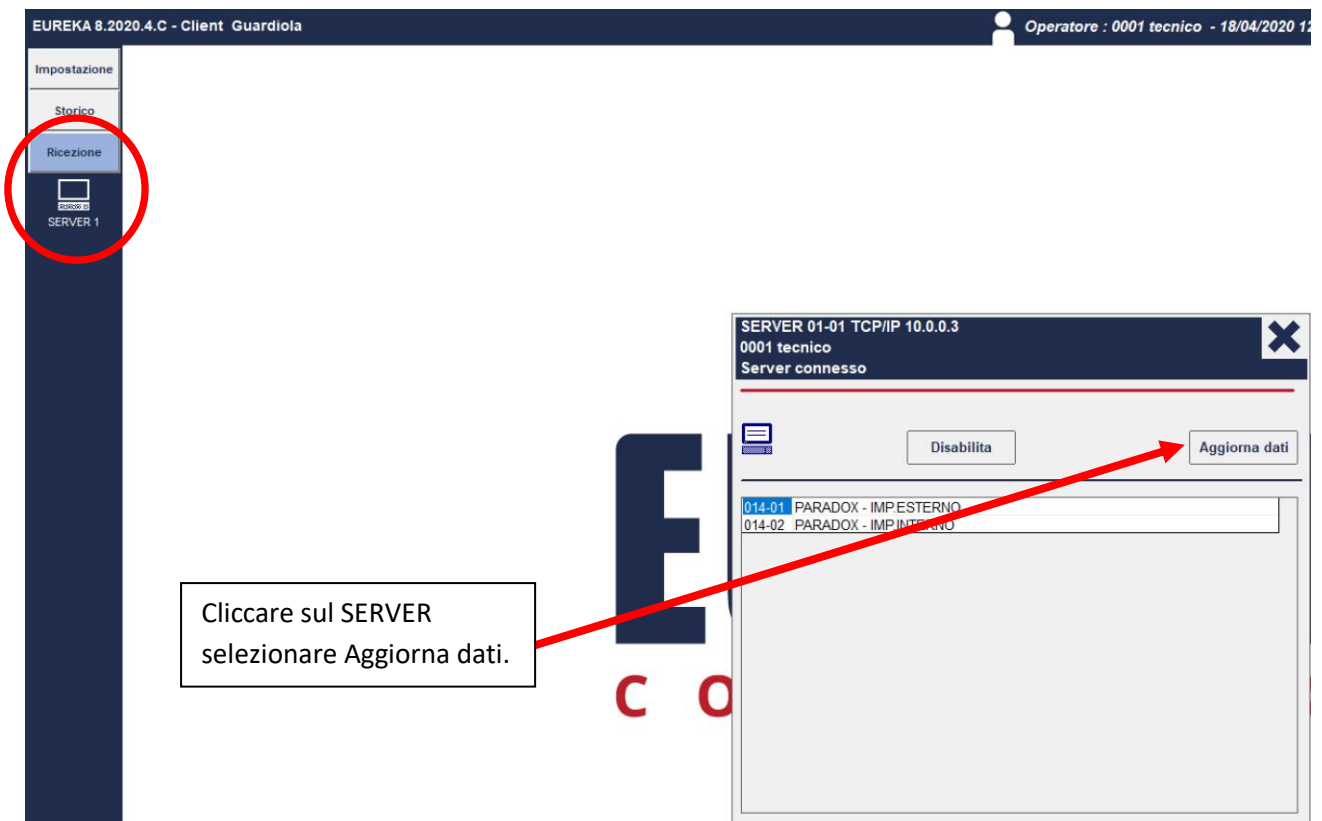 EUREKA 8.2020.4.C - Client Guardiola
Operatore : 0001 tecnico - 18/04/2020 12
Impostazione
Storico
Ricezione
SERVER 1
SERVER 01-01 TCP/IP 10.0.0.3
0001 tecnico
Server connesso
Disabilita
Aggiorna dati
014-01 PARADOX - IMP.ESTERNO
014-02 PARADOX - IMP.INTERNO
Cliccare sul SERVER
selezionare Aggiorna dati.
E
C O